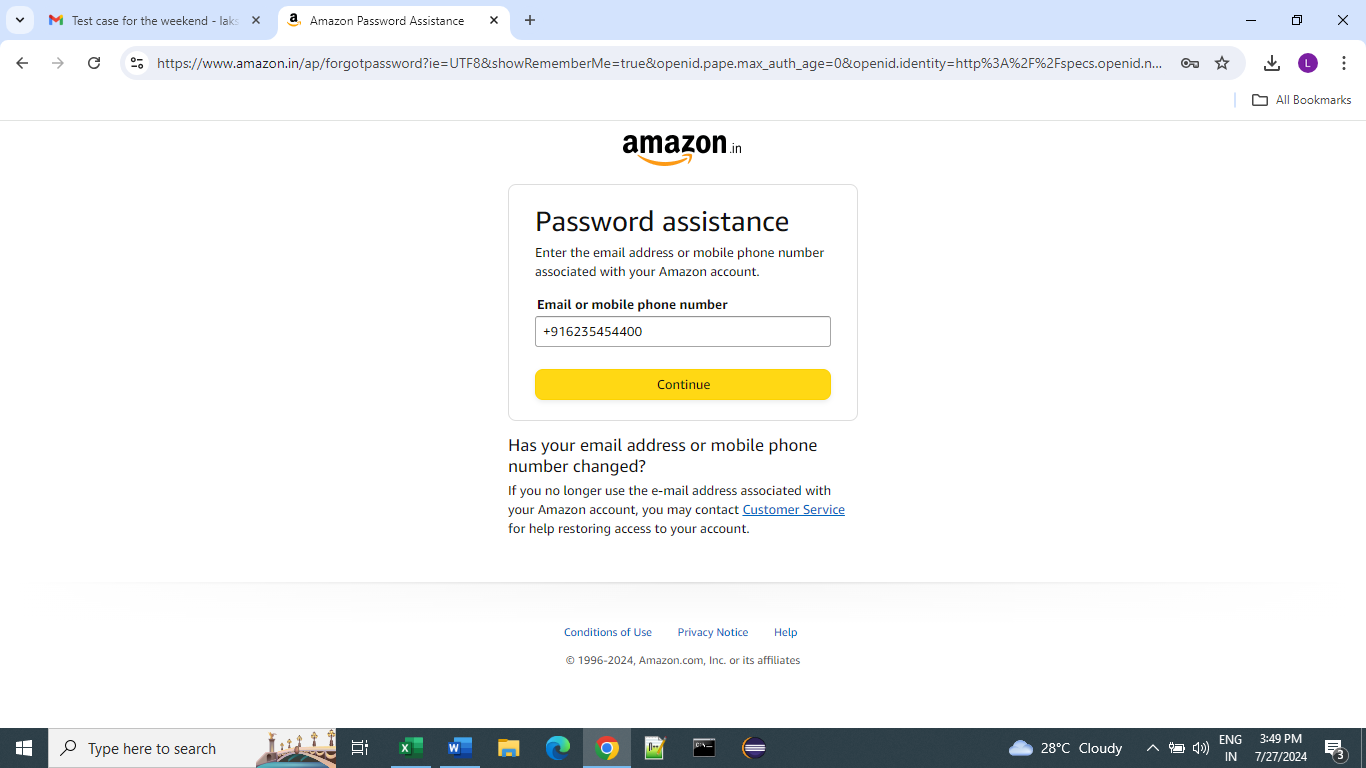 Test case for the weekend - laks
Amazon Password Assistance
https://www.amazon.in/ap/forgotpassword?ie=UTF8&showRememberMe=true&openid.pape.max_auth_age=0&openid.identity=http%3A%2F%2Fspecs.openid.n...
L
All Bookmarks
amazon.in
Password assistance
Enter the email address or mobile phone number
associated with your Amazon account.
Email or mobile phone number
+916235454400
Continue
Has your email address or mobile phone
number changed?
If you no longer use the e-mail address associated with
your Amazon account, you may contact Customer Service
for help restoring access to your account.
Conditions of Use Privacy Notice Help
© 1996-2024, Amazon.com, Inc. or its affiliates
Type here to search
28°C Cloudy
ENG
IN
3:49 PM
7/27/2024
3